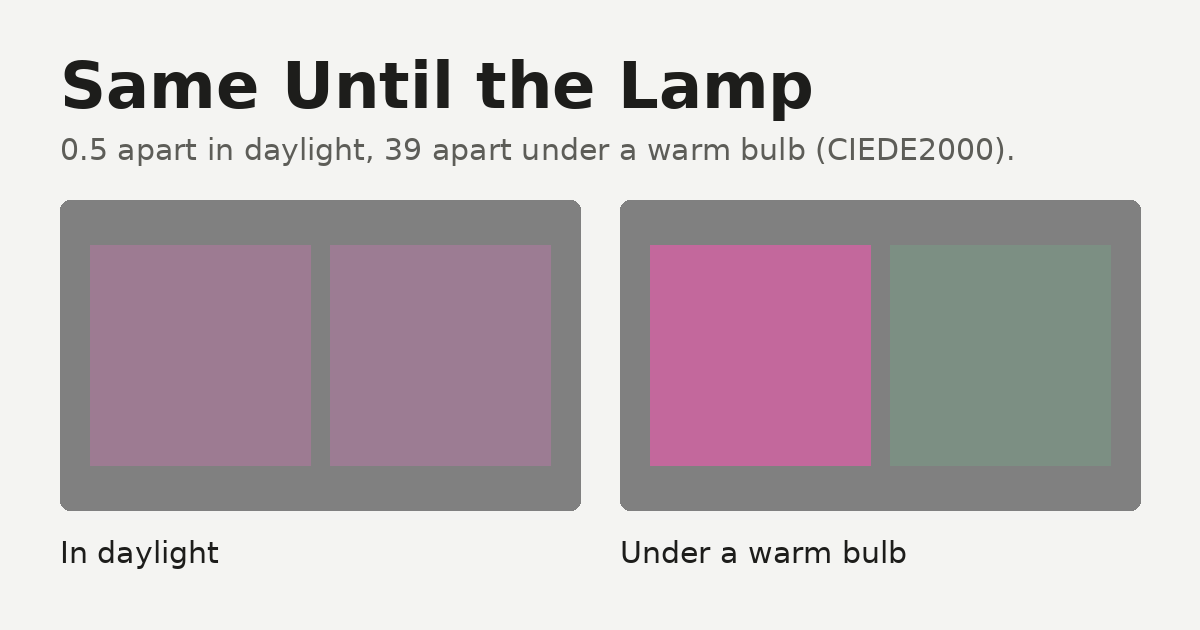 Same Until the Lamp
0.5 apart in daylight, 39 apart under a warm bulb (CIEDE2000).
In daylight
Under a warm bulb